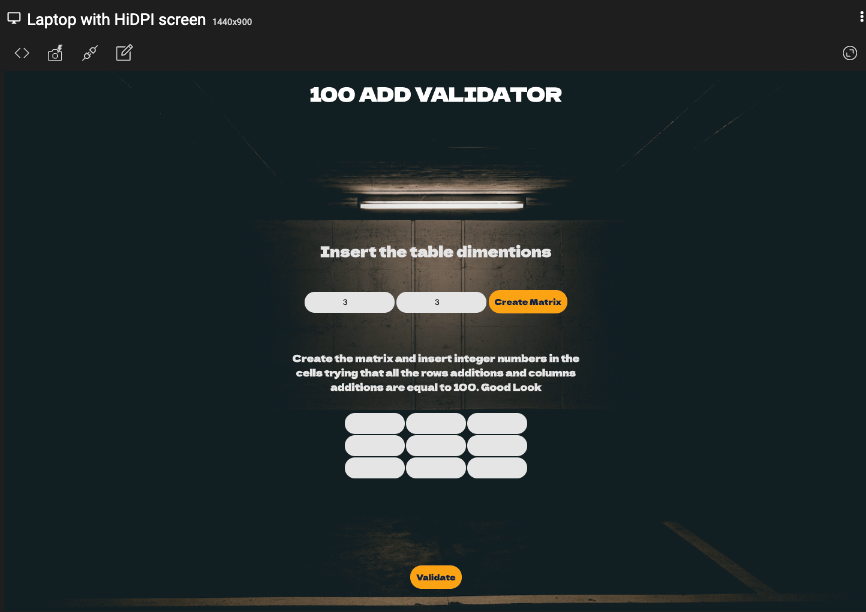 Laptop with HiDPI screen 1440x900
100 ADD VALIDATOR
Insert the table dimentions
3 3 Create Matrix
Create the matrix and insert integer numbers in the
cells trying that all the rows additions and columns
additions are equal to 100. Good Look
Validate